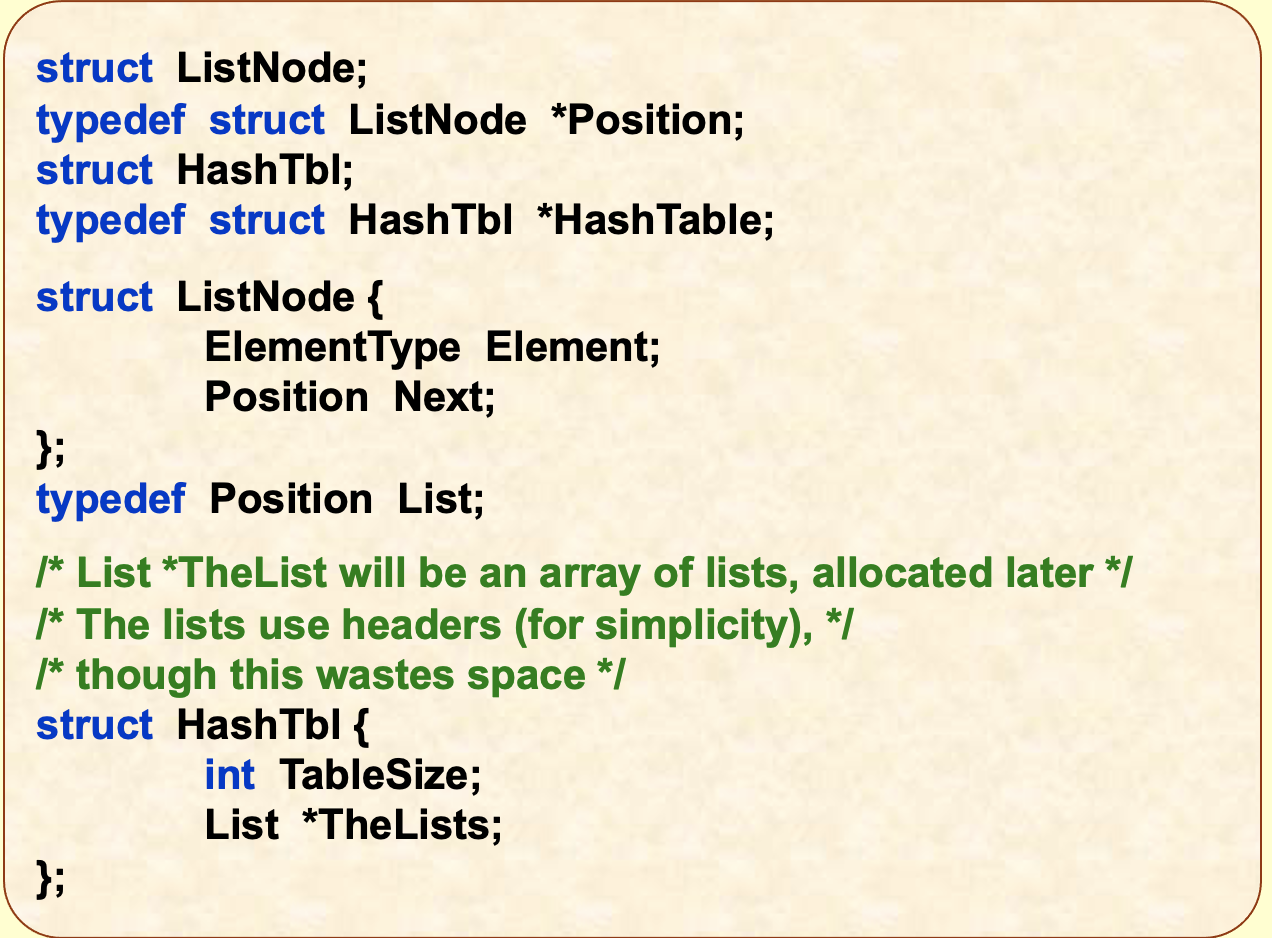 struct ListNode;
typedef struct ListNode *Position;
struct HashTbl;
typedef struct HashTbl *HashTable;
struct ListNode {
ElementType Element;
Position Next;
};
typedef Position List;
/* List *TheList will be an array of lists, allocated later */
/* The lists use headers (for simplicity), */
/* though this wastes space */
struct HashTbl {
int TableSize;
List *TheLists;
};